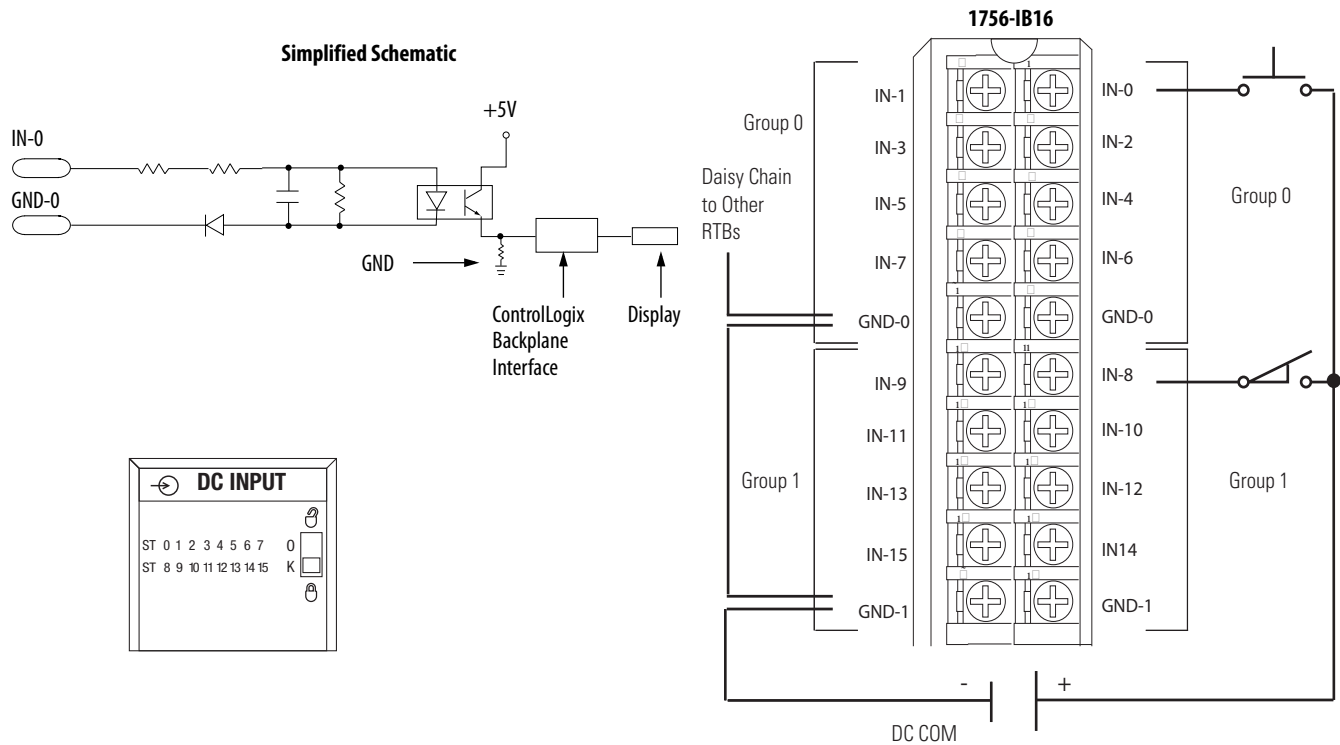 1756-IB16
Simplified Schematic
+5V
IN-0
GND-0
GND
ControlLogix
Backplane
Interface
Display
DC INPUT
ST 0 1 2 3 4 5 6 7 O
ST 8 9 10 11 12 13 14 15 K
Group 0
Daisy Chain
to Other
RTBs
Group 1
IN-1
IN-3
IN-5
IN-7
GND-0
IN-9
IN-11
IN-13
IN-15
GND-1
IN-0
IN-2
IN-4
IN-6
GND-0
IN-8
IN-10
IN-12
IN14
GND-1
Group 0
Group 1
- +
DC COM